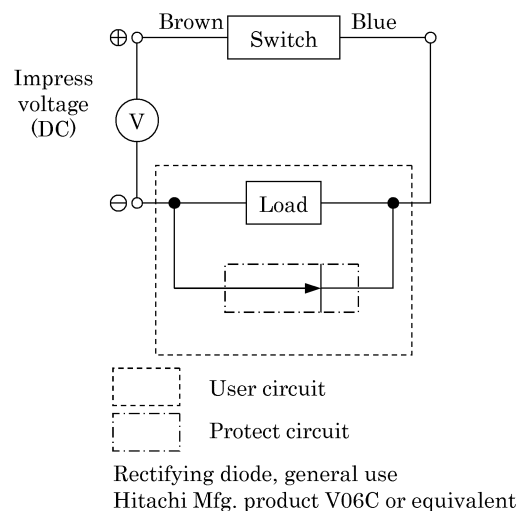 Brown
Switch
Blue
⊕
Impress
voltage
(DC)
V
⊖
Load
User circuit
Protect circuit
Rectifying diode, general use
Hitachi Mfg. product V06C or equivalent